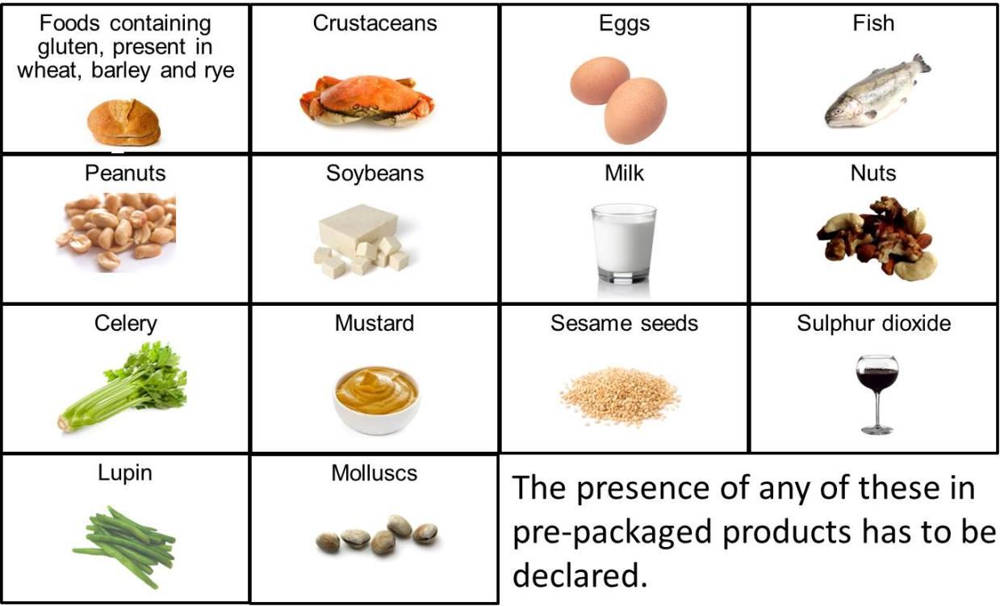 Foods containing
gluten, present in
wheat, barley and rye
Crustaceans
Eggs
Fish
Peanuts
Soybeans
Milk
Nuts
Celery
Mustard
Sesame seeds
Sulphur dioxide
Lupin
Molluscs
The presence of any of these in
pre-packaged products has to be
declared.